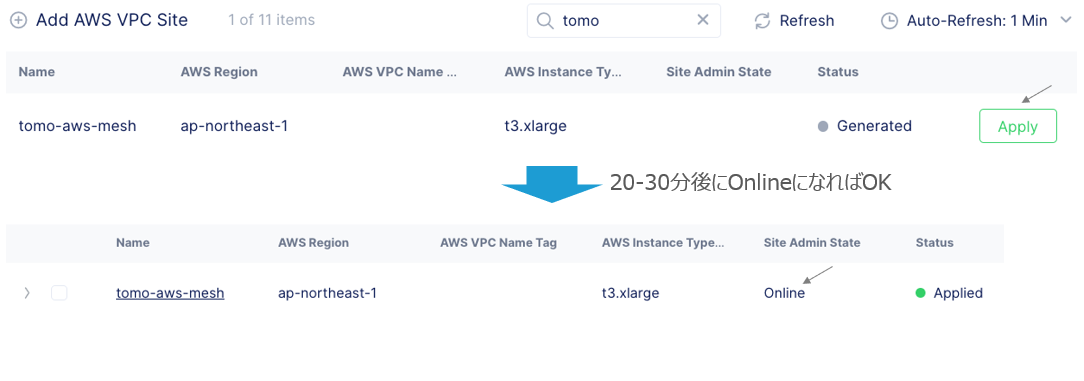 Add AWS VPC Site 1 of 11 items tomo Refresh Auto-Refresh: 1 Min
Name AWS Region AWS VPC Name ... AWS Instance Ty... Site Admin State Status
tomo-aws-mesh ap-northeast-1 t3.xlarge Generated Apply
20-30分後にOnlineになればOK
Name AWS Region AWS VPC Name Tag AWS Instance Type... Site Admin State Status
tomo-aws-mesh ap-northeast-1 t3.xlarge Online Applied